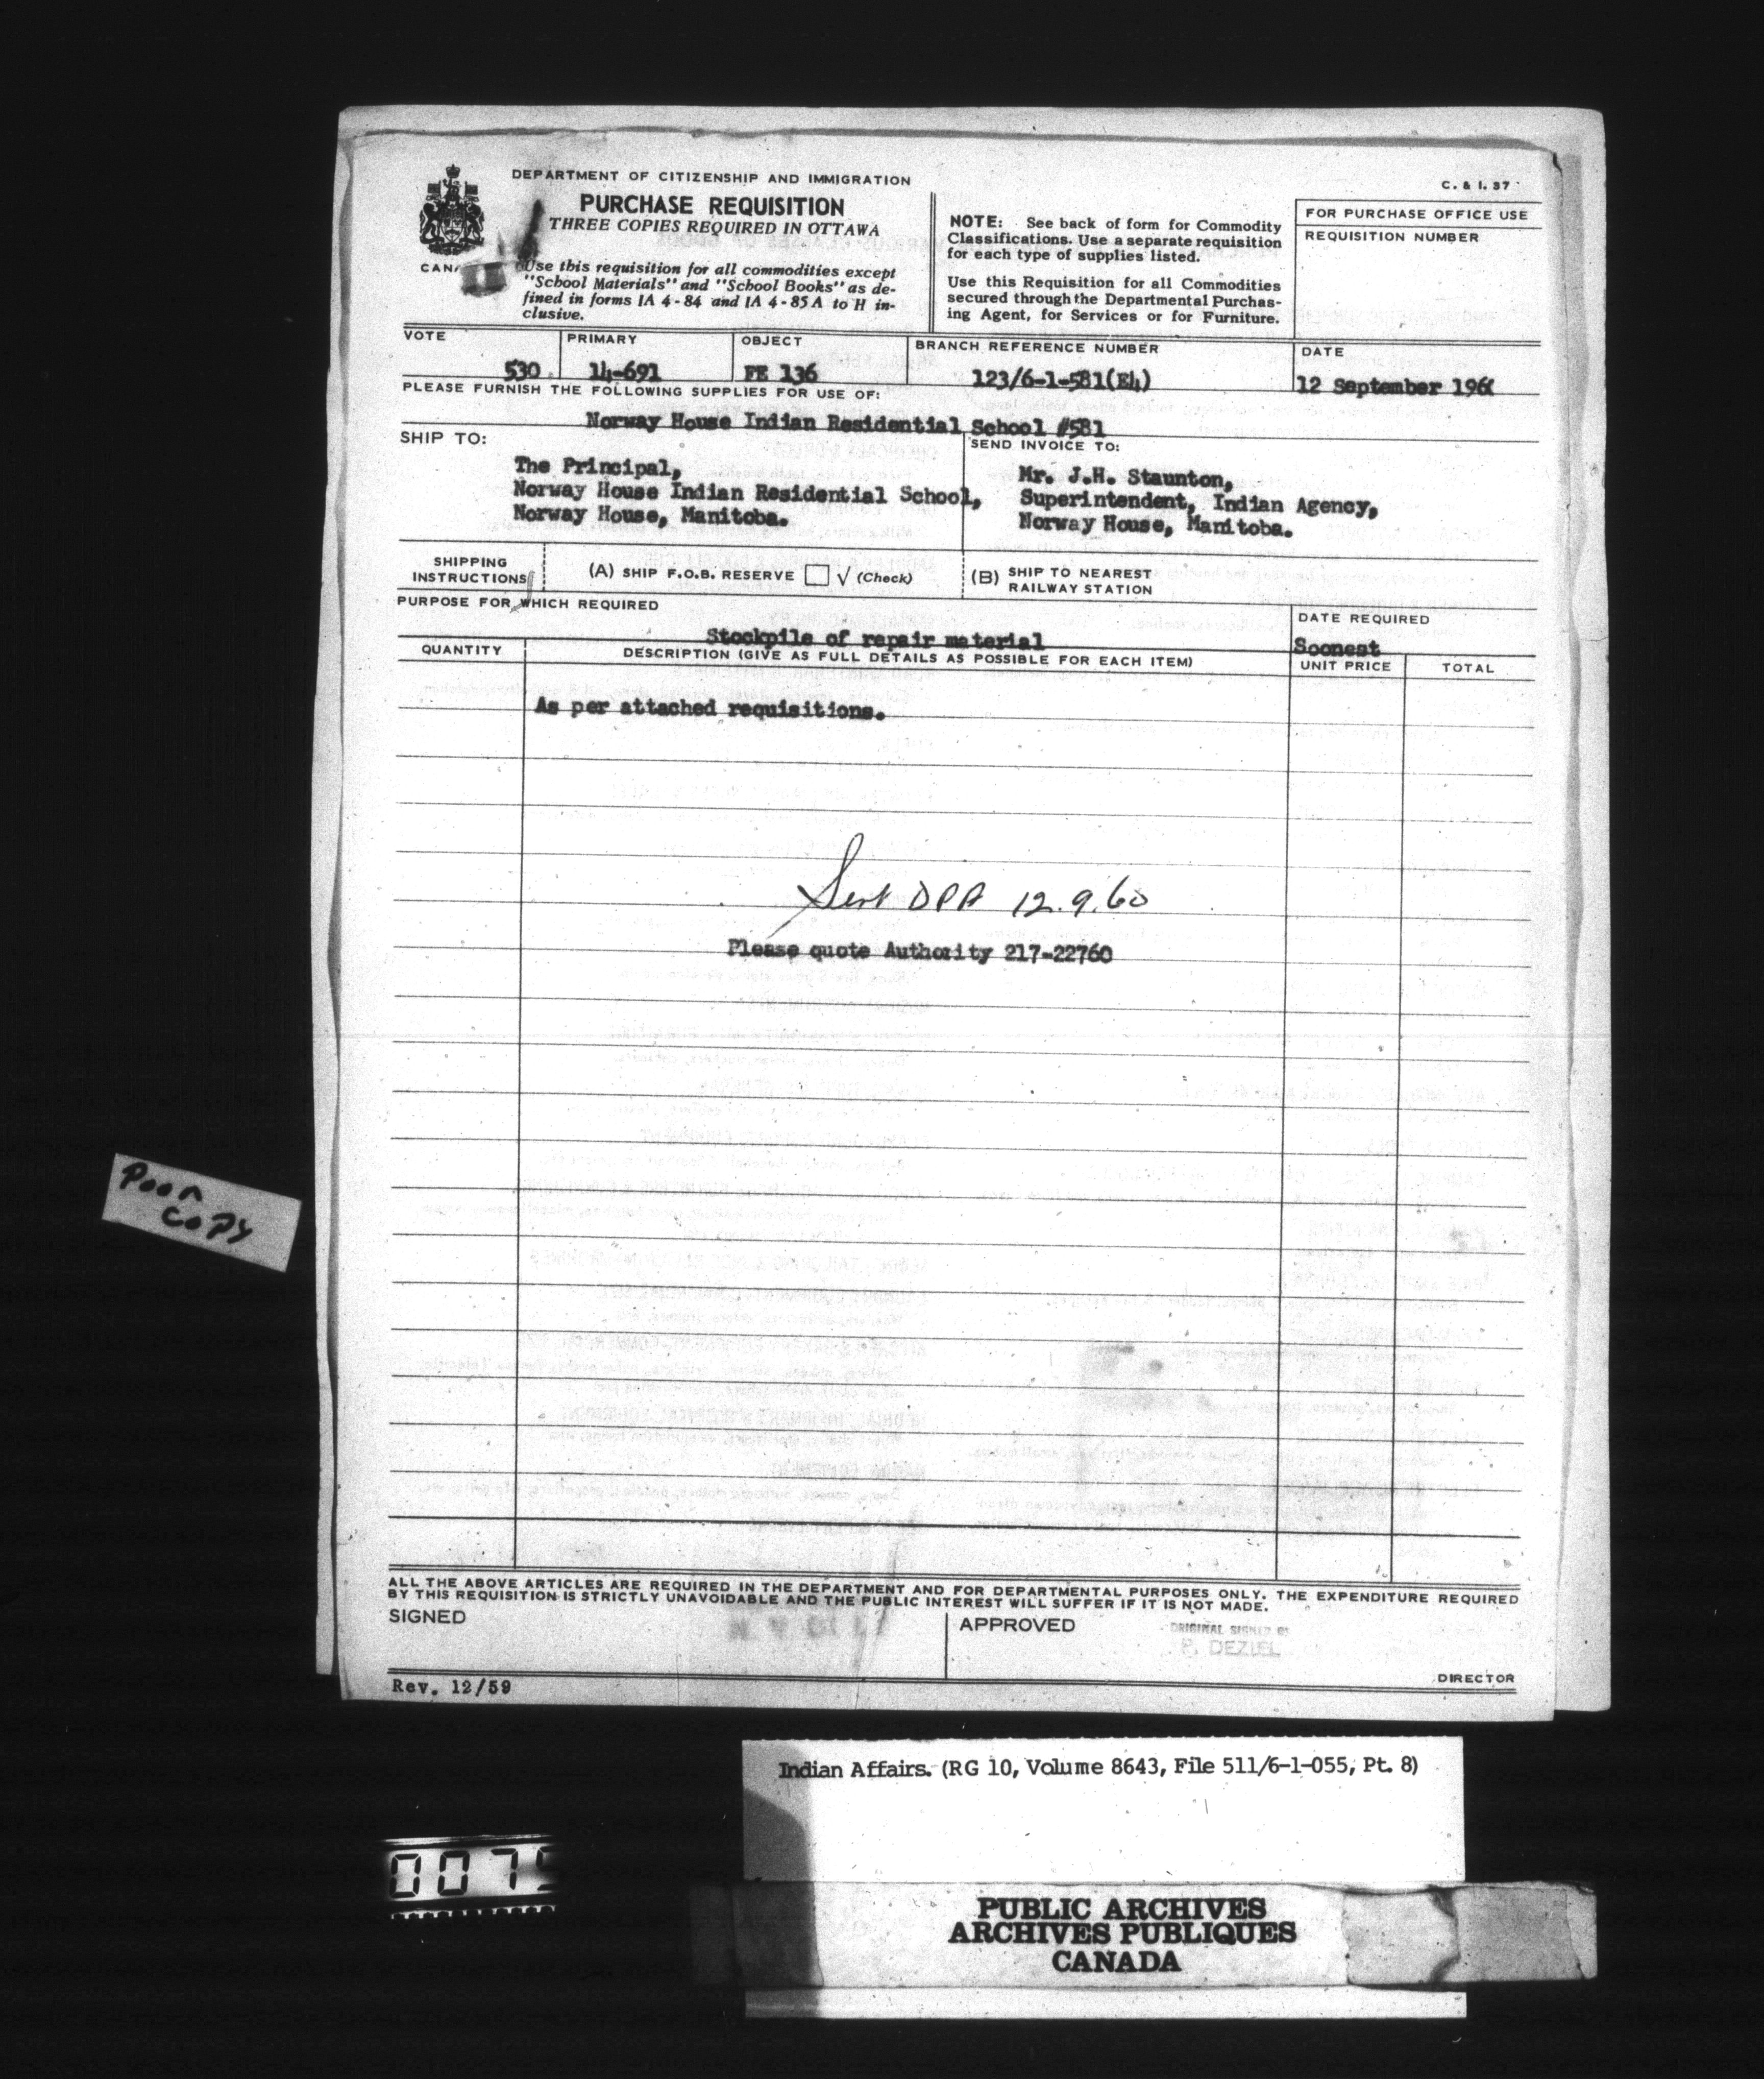 DEPARTMENT OF CITIZENSHIP AND IMMIGRATION
PURCHASE REQUISITION
THREE COPIES REQUIRED IN OTTAWA
Use this requisition for all commodities except
"School Materials" and "School Books" as de-
fined in forms IA 4-84 and IA 4-85 A to H in-
clusive.
NOTE: See back of form for Commodity
Classifications. Use a separate requisition
for each type of supplies listed.
Use this Requisition for all Commodities
secured through the Departmental Purchas-
ing Agent, for Services or for Furniture.
C. & I. 37
FOR PURCHASE OFFICE USE
REQUISITION NUMBER
VOTE
530
PRIMARY
14-691
OBJECT
FE 136
BRANCH REFERENCE NUMBER
123/6-1-581(E4)
DATE
12 September 196
PLEASE FURNISH THE FOLLOWING SUPPLIES FOR USE OF:
Norway House Indian Residential School #581
SHIP TO:
The Principal,
Norway House Indian Residential School,
Norway House, Manitoba.
SEND INVOICE TO:
Mr. J.H. Staunton,
Superintendent, Indian Agency,
Norway House, Manitoba.
SHIPPING
INSTRUCTIONS
(A) SHIP F.O.B. RESERVE √ (Check)
(B) SHIP TO NEAREST
RAILWAY STATION
PURPOSE FOR WHICH REQUIRED
Stockpile of repair material
DATE REQUIRED
Soonest
QUANTITY
DESCRIPTION (GIVE AS FULL DETAILS AS POSSIBLE FOR EACH ITEM)
UNIT PRICE
TOTAL
As per attached requisitions.
Sent DPA 12.9.60
Please quote Authority 217-22760
Poor
copy
ALL THE ABOVE ARTICLES ARE REQUIRED IN THE DEPARTMENT AND FOR DEPARTMENTAL PURPOSES ONLY. THE EXPENDITURE REQUIRED
BY THIS REQUISITION IS STRICTLY UNAVOIDABLE AND THE PUBLIC INTEREST WILL SUFFER IF IT IS NOT MADE.
SIGNED
APPROVED
ORIGINAL SIGNED BY
P. DEZIEL
DIRECTOR
Rev. 12/59
Indian Affairs. (RG 10, Volume 8643, File 511/6-1-055, Pt. 8)
0075
PUBLIC ARCHIVES
ARCHIVES PUBLIQUES
CANADA